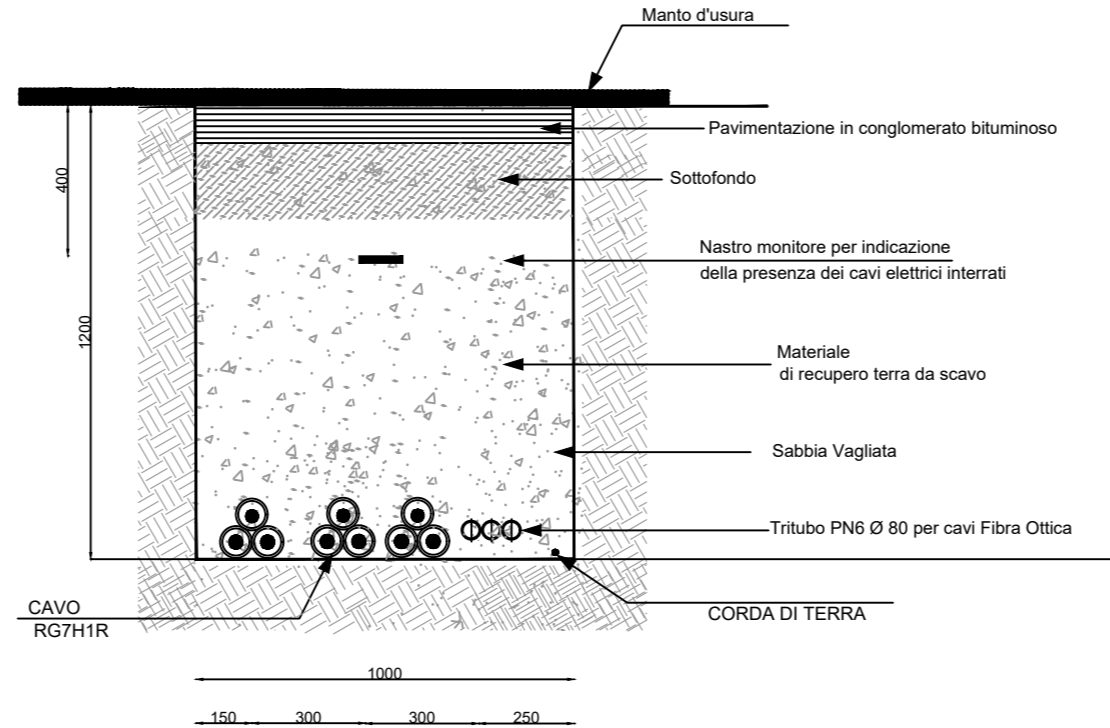 Manto d'usura
Pavimentazione in conglomerato bituminoso
400
Sottofondo
Nastro monitore per indicazione
della presenza dei cavi elettrici interrati
1200
Materiale
di recupero terra da scavo
Sabbia Vagliata
Tritubo PN6 Ø 80 per cavi Fibra Ottica
CAVO
RG7H1R
CORDA DI TERRA
1000
150 300 300 250